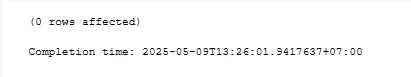 (0 rows affected)
Completion time: 2025-05-09T13:26:01.9417637+07:00